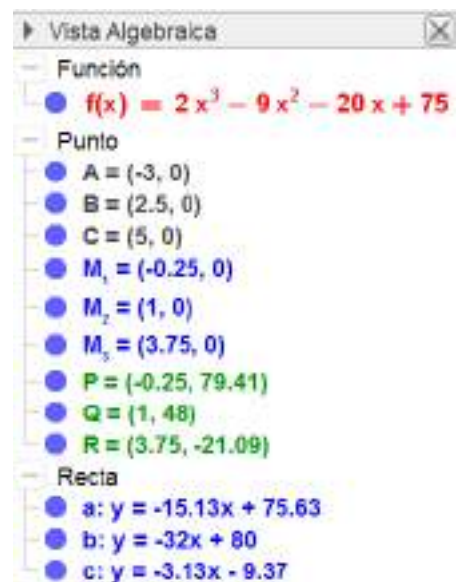 Vista Algebraica
Función
f(x) = 2 x³ − 9 x² − 20 x + 75
Punto
A = (-3, 0)
B = (2.5, 0)
C = (5, 0)
M₁ = (-0.25, 0)
M₂ = (1, 0)
M₃ = (3.75, 0)
P = (-0.25, 79.41)
Q = (1, 48)
R = (3.75, -21.09)
Recta
a: y = -15.13x + 75.63
b: y = -32x + 80
c: y = -3.13x - 9.37